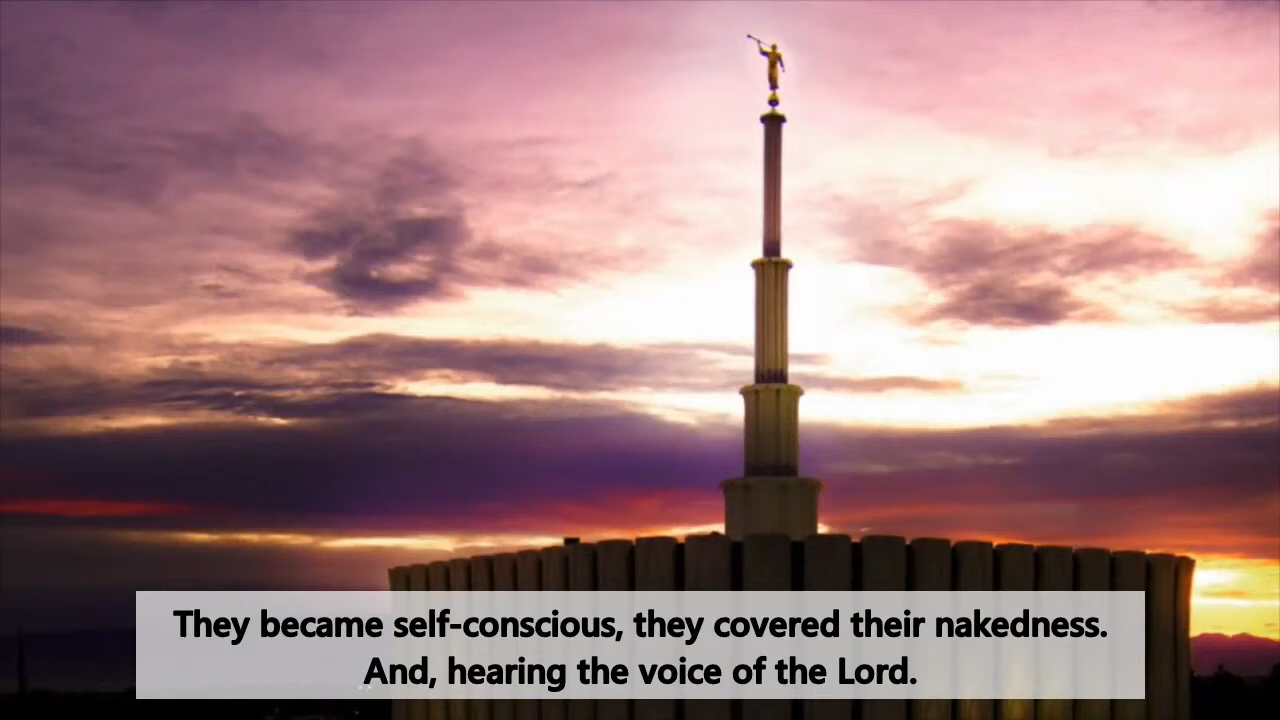 They became self-conscious, they covered their nakedness.
And, hearing the voice of the Lord.